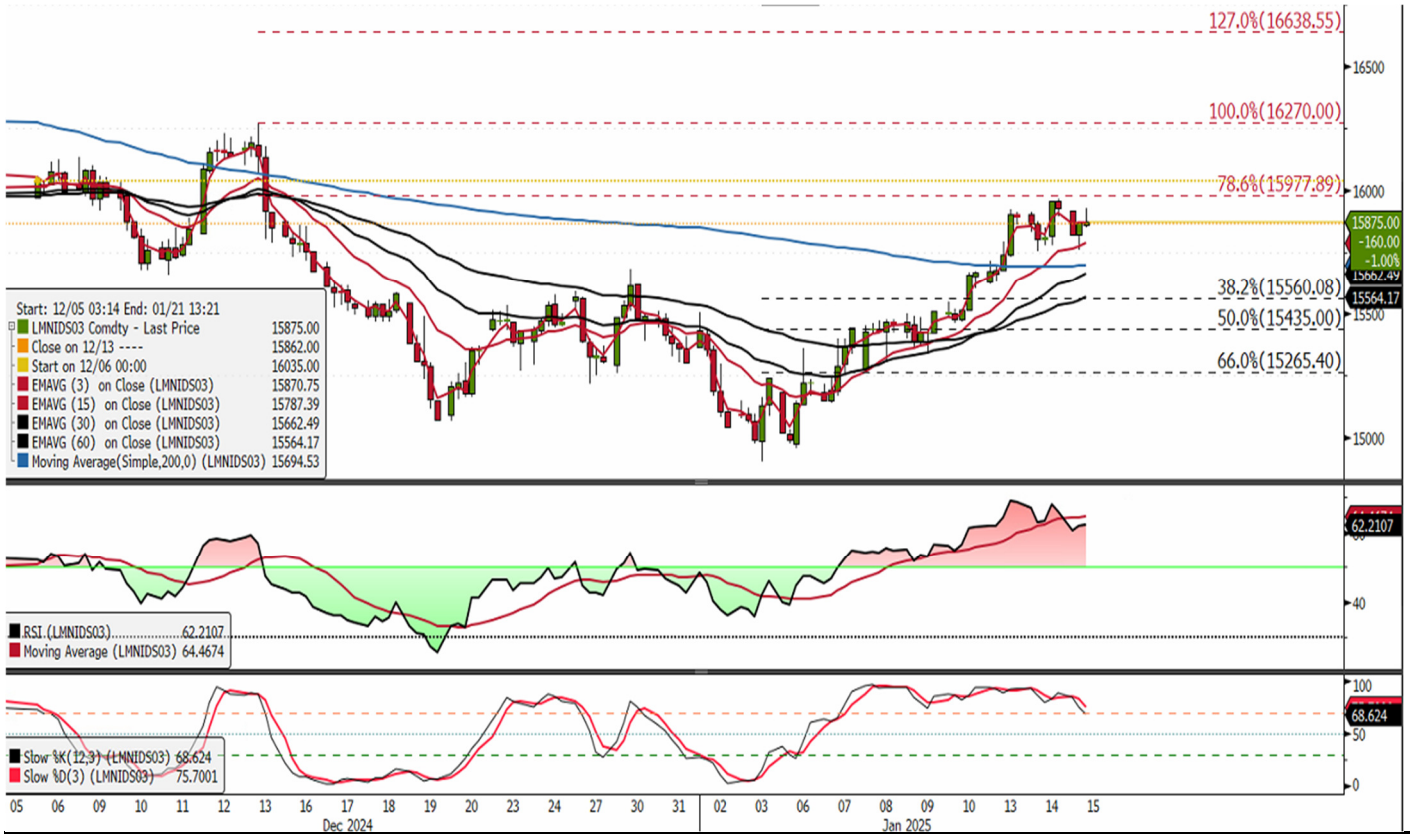 127.0%(16638.55)
16500
100.0%(16270.00)
78.6%(15977.89)
16000
15875.00
-160.00
-1.00%
15662.49
38.2%(15560.08)
15564.17
15500
50.0%(15435.00)
66.0%(15265.40)
15000
Start: 12/05 03:14 End: 01/21 13:21
LMNIDS03 Comdty - Last Price 15875.00
Close on 12/13 ---- 15862.00
Start on 12/06 00:00 16035.00
EMAVG (3) on Close (LMNIDS03) 15870.75
EMAVG (15) on Close (LMNIDS03) 15787.39
EMAVG (30) on Close (LMNIDS03) 15662.49
EMAVG (60) on Close (LMNIDS03) 15564.17
Moving Average(Simple,200,0) (LMNIDS03) 15694.53
62.2107
40
RSI (LMNIDS03) 62.2107
Moving Average (LMNIDS03) 64.4674
100
68.624
50
0
Slow %K(12,3) (LMNIDS03) 68.624
Slow %D(3) (LMNIDS03) 75.7001
05 06 09 10 11 12 13 16 17 18 19 20 23 24 27 30 31 02 03 06 07 08 09 10 13 14 15
Dec 2024 Jan 2025